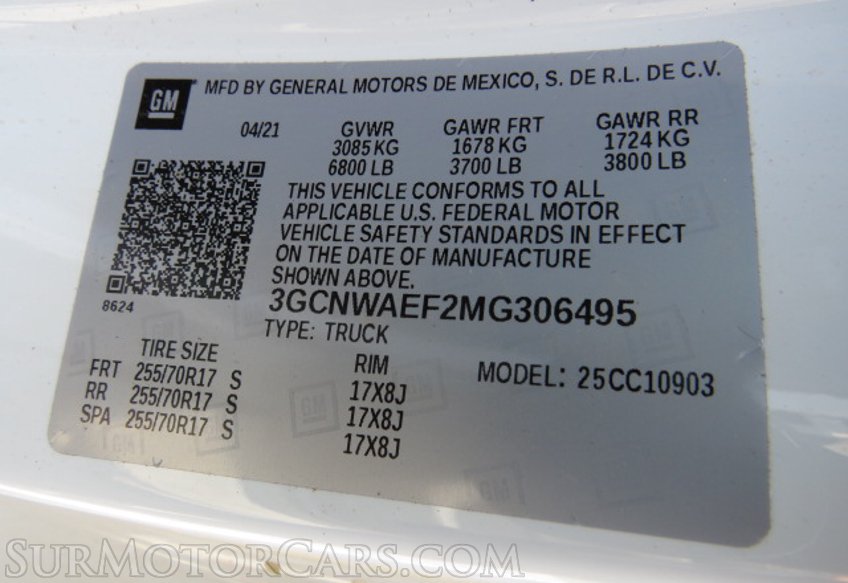 GM MFD BY GENERAL MOTORS DE MEXICO, S. DE R.L. DE C.V.
04/21 GVWR GAWR FRT GAWR RR
3085 KG 1678 KG 1724 KG
6800 LB 3700 LB 3800 LB
THIS VEHICLE CONFORMS TO ALL
APPLICABLE U.S. FEDERAL MOTOR
VEHICLE SAFETY STANDARDS IN EFFECT
ON THE DATE OF MANUFACTURE
SHOWN ABOVE.
8624
3GCNWAEF2MG306495
TYPE: TRUCK
TIRE SIZE RIM MODEL: 25CC10903
FRT 255/70R17 S 17X8J
RR 255/70R17 S 17X8J
SPA 255/70R17 S 17X8J
SURMOTORCARS.COM